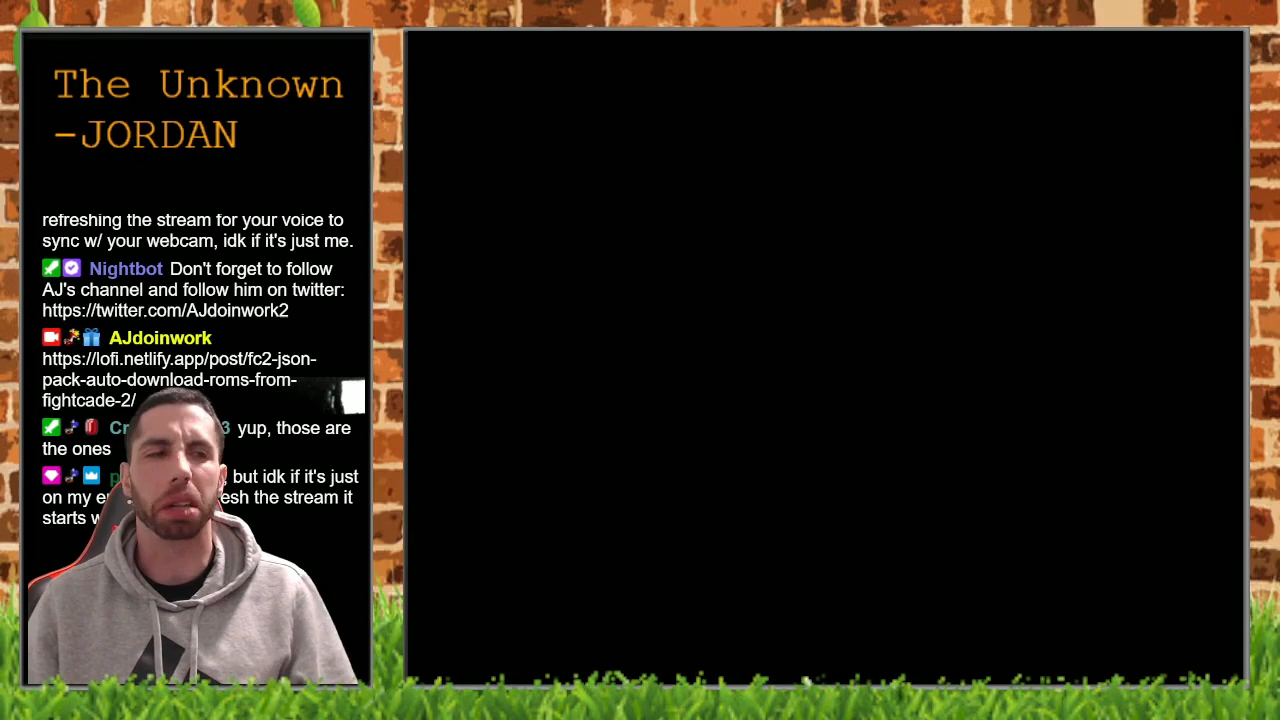 The Unknown
-JORDAN
refreshing the stream for your voice to
sync w/ your webcam, idk if it's just me.
Nightbot Don't forget to follow
AJ's channel and follow him on twitter:
https://twitter.com/AJdoinwork2
AJdoinwork
https://lofi.netlify.app/post/fc2-json-
pack-auto-download-roms-from-
fightcade-2/
yup, those are
the ones
but idk if it's just
on my the stream it
starts